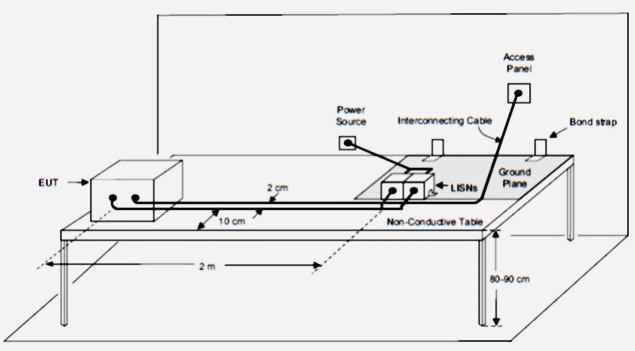 Access
Panel
Power
Source
Interconnecting Cable
Bond strap
EUT
2 cm
LISNs
Ground
Plane
10 cm
Non-Conductive Table
2 m
80-90 cm